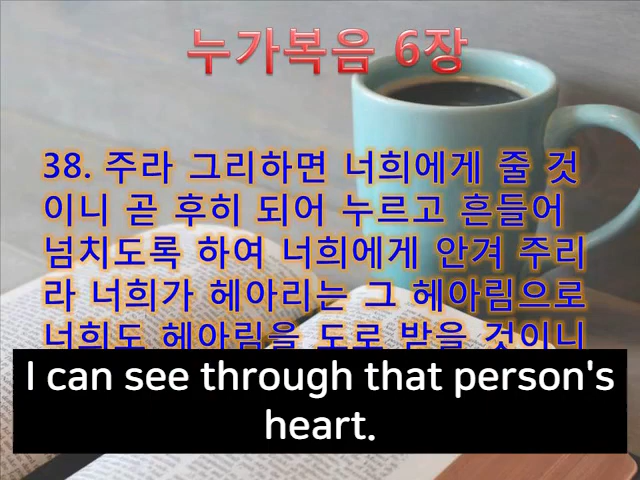 누가복음 6장
38. 주라 그리하면 너희에게 줄 것
이니 곧 후히 되어 누르고 흔들어
넘치도록 하여 너희에게 안겨 주리
라 너희가 헤아리는 그 헤아림으로
너희도 헤아림을 도로 받을 것이니
I can see through that person's
heart.